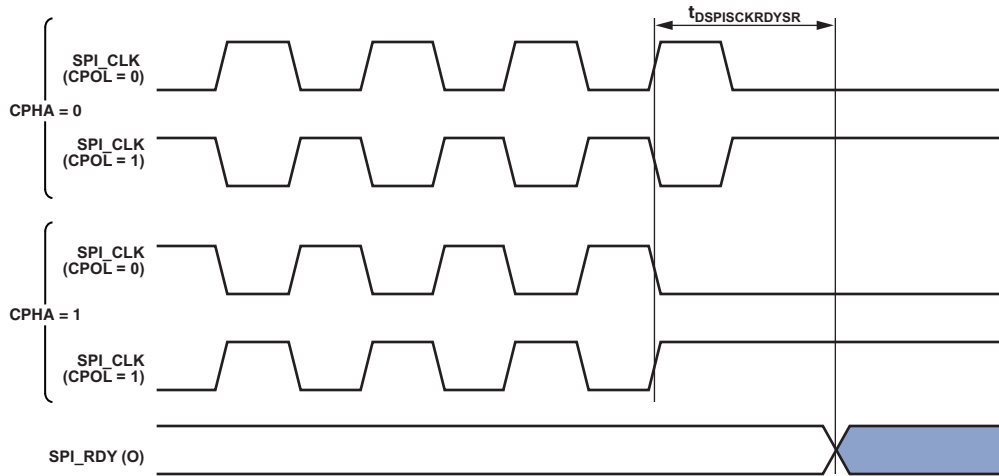 tDSPISCKRDYSR
SPI_CLK
(CPOL = 0)
CPHA = 0
SPI_CLK
(CPOL = 1)
SPI_CLK
(CPOL = 0)
CPHA = 1
SPI_CLK
(CPOL = 1)
SPI_RDY (O)